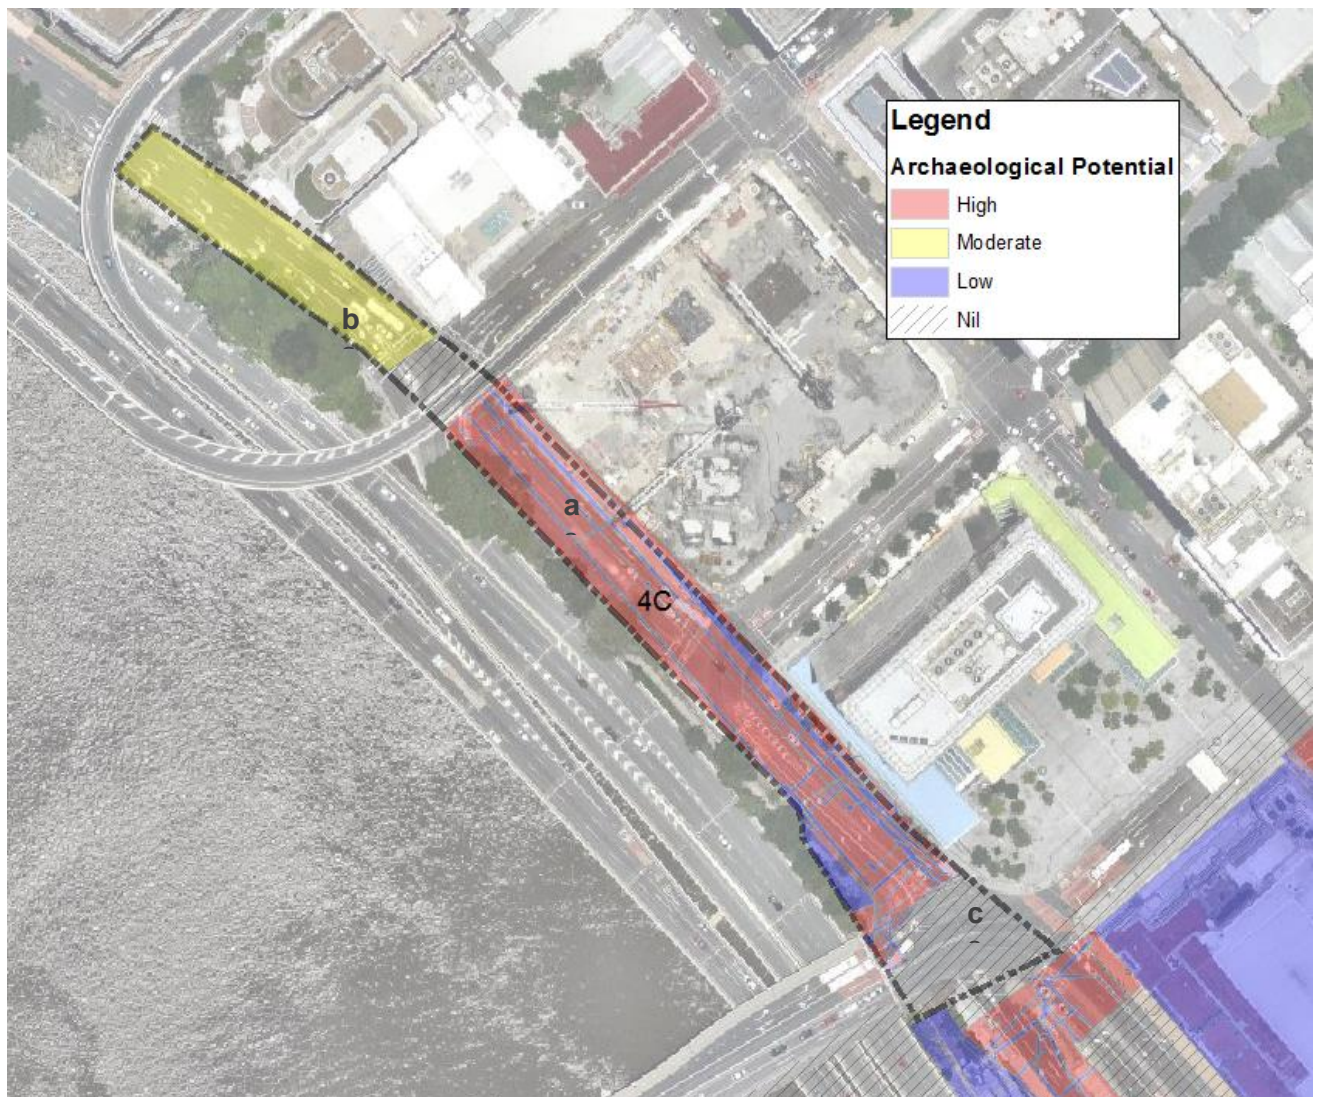 Legend
Archaeological Potential
High
Moderate
Low
Nil
b
a
4C
c